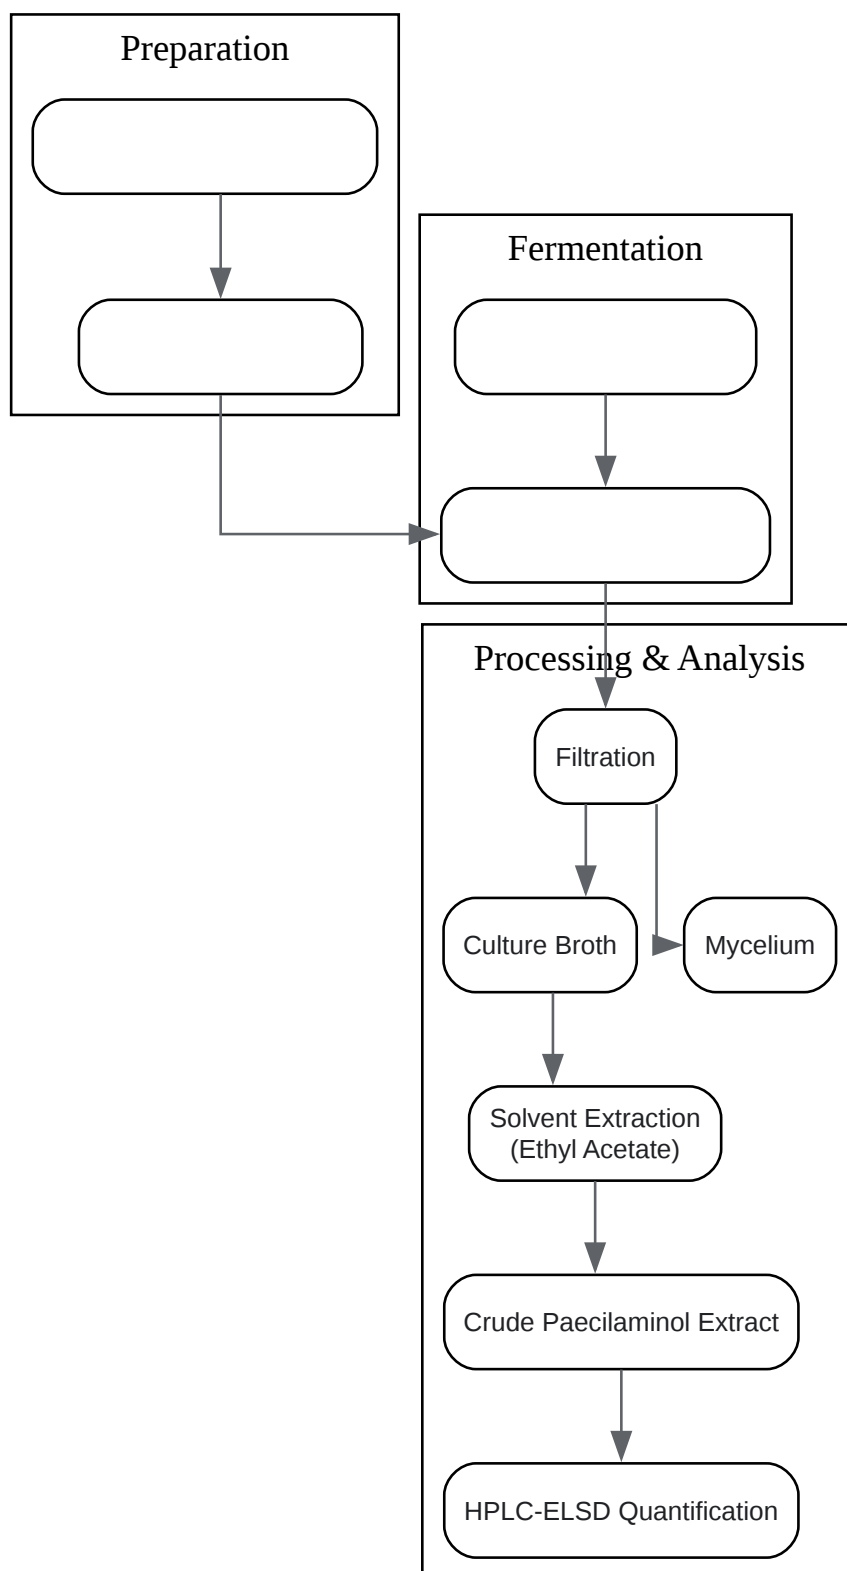 Preparation
Fermentation
Processing & Analysis
Filtration
Culture Broth
Mycelium
Solvent Extraction
(Ethyl Acetate)
Crude Paecilaminol Extract
HPLC-ELSD Quantification